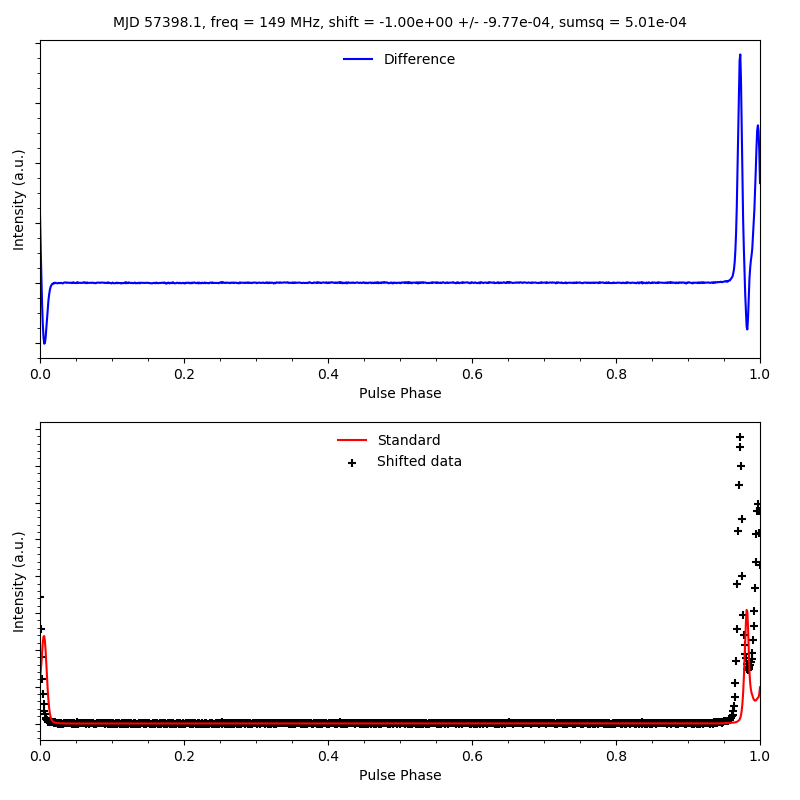 MJD 57398.1, freq = 149 MHz, shift = -1.00e+00 +/- -9.77e-04, sumsq = 5.01e-04
Difference
Intensity (a.u.)
0.0 0.2 0.4 0.6 0.8 1.0
Pulse Phase
Standard
Shifted data
Intensity (a.u.)
0.0 0.2 0.4 0.6 0.8 1.0
Pulse Phase